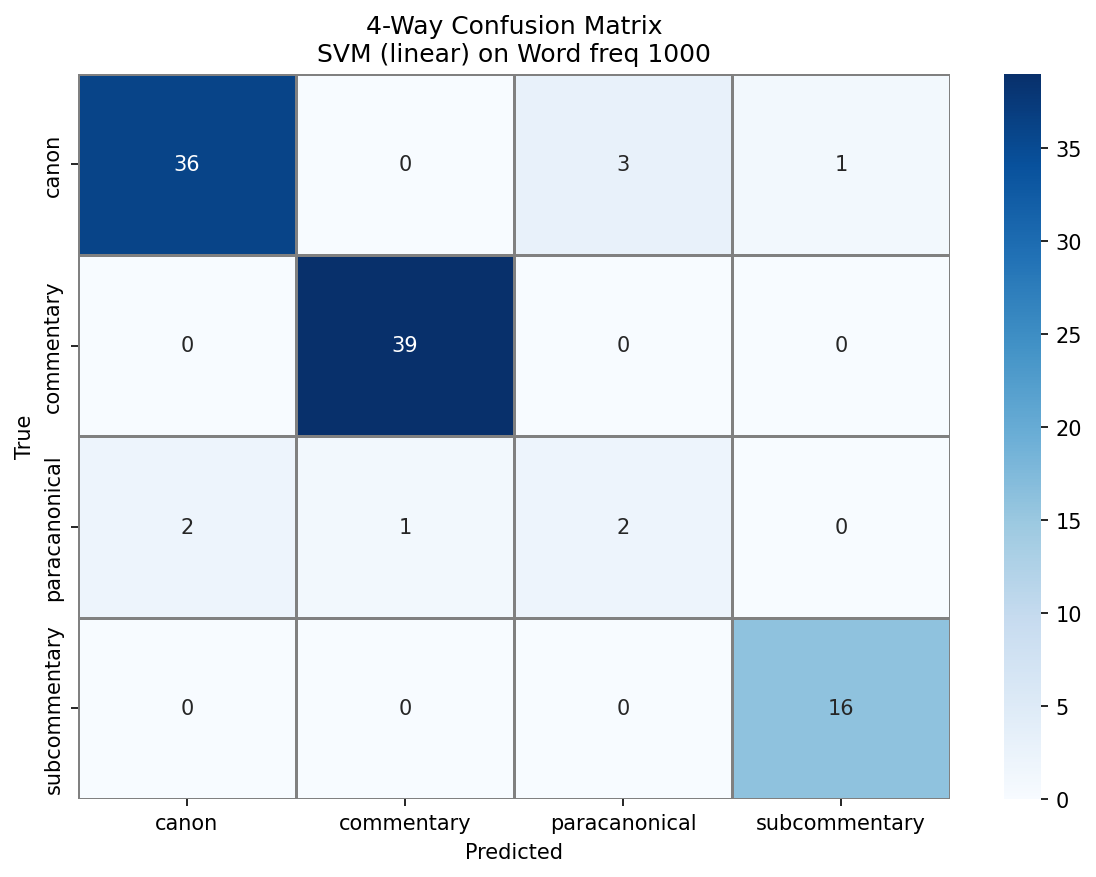 4-Way Confusion Matrix
SVM (linear) on Word freq 1000
True
canon
36
0
3
1
commentary
0
39
0
0
paracanonical
2
1
2
0
subcommentary
0
0
0
16
canon
commentary
paracanonical
subcommentary
Predicted
35
30
25
20
15
10
5
0